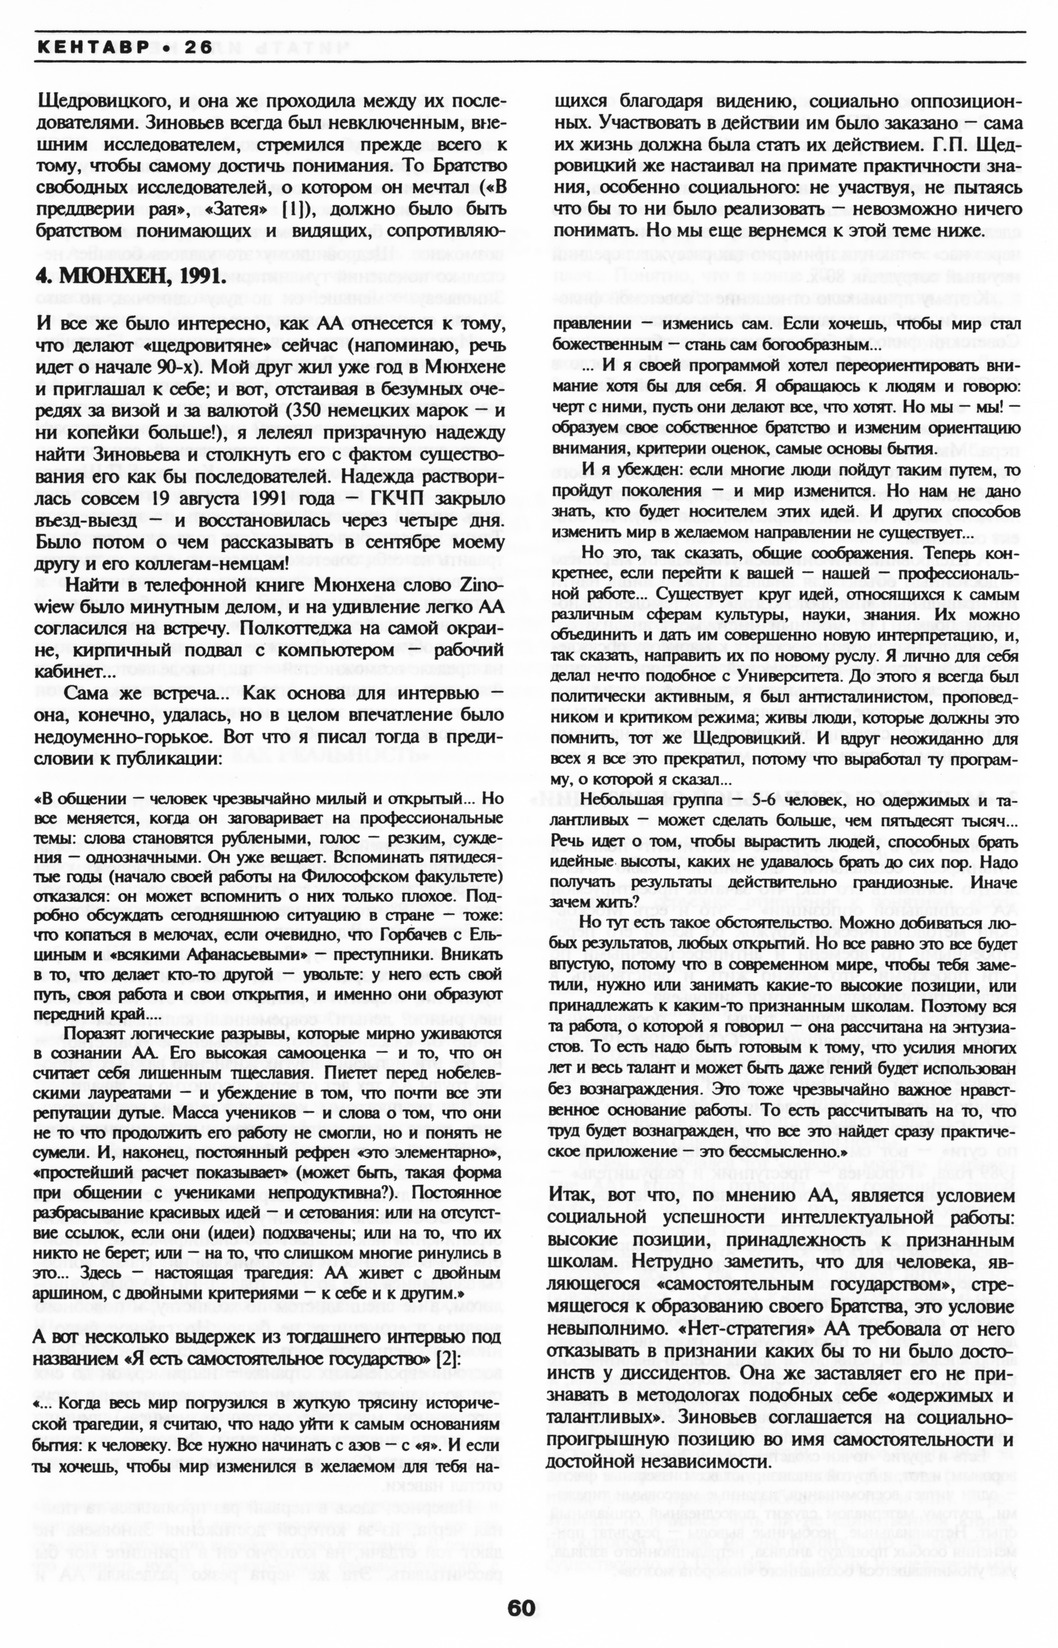 КЕНТАВР • 26
Щедровицкого, и она же проходила между их после-
дователями. Зиновьев всегда был невключенным, вне-
шним исследователем, стремился прежде всего к
тому, чтобы самому достичь понимания. То Братство
свободных исследователей, о котором он мечтал («В
преддверии рая», «Затея» [1]), должно было быть
братством понимающих и видящих, сопротивляю-
щихся благодаря видению, социально оппозицион-
ных. Участвовать в действии им было заказано — сама
их жизнь должна была стать их действием. Г.П. Щед-
ровицкий же настаивал на примате практичности зна-
ния, особенно социального: не участвуя, не пытаясь
что бы то ни было реализовать — невозможно ничего
понимать. Но мы еще вернемся к этой теме ниже.
4. МЮНХЕН, 1991.
И все же было интересно, как АА отнесется к тому,
что делают «щедровитяне» сейчас (напоминаю, речь
идет о начале 90-х). Мой друг жил уже год в Мюнхене
и приглашал к себе; и вот, отстаивая в безумных оче-
редях за визой и за валютой (350 немецких марок — и
ни копейки больше!), я лелеял призрачную надежду
найти Зиновьева и столкнуть его с фактом существо-
вания его как бы последователей. Надежда раствори-
лась совсем 19 августа 1991 года — ГКЧП закрыло
въезд-выезд — и восстановилась через четыре дня.
Было потом о чем рассказывать в сентябре моему
другу и его коллегам-немцам!
Найти в телефонной книге Мюнхена слово Zino-
wiew было минутным делом, и на удивление легко АА
согласился на встречу. Полкоттеджа на самой окраи-
не, кирпичный подвал с компьютером — рабочий
кабинет...
Сама же встреча... Как основа для интервью —
она, конечно, удалась, но в целом впечатление было
недоуменно-горькое. Вот что я писал тогда в преди-
словии к публикации:
«В общении — человек чрезвычайно милый и открытый... Но
все меняется, когда он заговаривает на профессиональные
темы: слова становятся рублеными, голос — резким, сужде-
ния — однозначными. Он уже вещает. Вспоминать пятидеся-
тые годы (начало своей работы на Философском факультете)
отказался: он может вспомнить о них только плохое. Под-
робно обсуждать сегодняшнюю ситуацию в стране — тоже:
что копаться в мелочах, если очевидно, что Горбачев с Ель-
циным и «всякими Афанасьевыми» — преступники. Вникать
в то, что делает кто-то другой — увольте: у него есть свой
путь, своя работа и свои открытия, и именно они образуют
передний край....
Поразят логические разрывы, которые мирно уживаются
в сознании АА. Его высокая самооценка — и то, что он
считает себя лишенным тщеславия. Пиетет перед нобелев-
скими лауреатами — и убеждение в том, что почти все эти
репутации дутые. Масса учеников — и слова о том, что они
не то что продолжить его работу не смогли, но и понять не
сумели. И, наконец, постоянный рефрен «это элементарно»,
«простейший расчет показывает» (может быть, такая форма
при общении с учениками непродуктивна?). Постоянное
разбрасывание красивых идей — и сетования: или на отсутст-
вие ссылок, если они (идеи) подхвачены; или на то, что их
никто не берет; или — на то, что слишком многие ринулись в
это... Здесь — настоящая трагедия: АА живет с двойным
аршином, с двойными критериями — к себе и к другим.»
А вот несколько выдержек из тогдашнего интервью под
названием «Я есть самостоятельное государство» [2]:
«... Когда весь мир погрузился в жуткую трясину историче-
ской трагедии, я считаю, что надо уйти к самым основаниям
бытия: к человеку. Все нужно начинать с азов — с «я». И если
ты хочешь, чтобы мир изменился в желаемом для тебя на-
правлении — изменись сам. Если хочешь, чтобы мир стал
божественным — стань сам богообразным...
... И я своей программой хотел переориентировать вни-
мание хотя бы для себя. Я обращаюсь к людям и говорю:
черт с ними, пусть они делают все, что хотят. Но мы — мы! —
образуем свое собственное братство и изменим ориентацию
внимания, критерии оценок, самые основы бытия.
И я убежден: если многие люди пойдут таким путем, то
пройдут поколения — и мир изменится. Но нам не дано
знать, кто будет носителем этих идей. И других способов
изменить мир в желаемом направлении не существует...
Но это, так сказать, общие соображения. Теперь кон-
кретнее, если перейти к вашей — нашей — профессиональ-
ной работе... Существует круг идей, относящихся к самым
различным сферам культуры, науки, знания. Их можно
объединить и дать им совершенно новую интерпретацию, и,
так сказать, направить их по новому руслу. Я лично для себя
делал нечто подобное с Университета. До этого я всегда был
политически активным, я был антисталинистом, проповед-
ником и критиком режима; живы люди, которые должны это
помнить, тот же Щедровицкий. И вдруг неожиданно для
всех я все это прекратил, потому что выработал ту програм-
му, о которой я сказал...
Небольшая группа — 5-6 человек, но одержимых и та-
лантливых — может сделать больше, чем пятьдесят тысяч...
Речь идет о том, чтобы вырастить людей, способных брать
идейные высоты, каких не удавалось брать до сих пор. Надо
получать результаты действительно грандиозные. Иначе
зачем жить?
Но тут есть такое обстоятельство. Можно добиваться лю-
бых результатов, любых открытий. Но все равно это все будет
впустую, потому что в современном мире, чтобы тебя заме-
тили, нужно или занимать какие-то высокие позиции, или
принадлежать к каким-то признанным школам. Поэтому вся
та работа, о которой я говорил — она рассчитана на энтузиа-
стов. То есть надо быть готовым к тому, что усилия многих
лет и весь талант и может быть даже гений будет использован
без вознаграждения. Это тоже чрезвычайно важное нравст-
венное основание работы. То есть рассчитывать на то, что
труд будет вознагражден, что все это найдет сразу практиче-
ское приложение — это бессмысленно.»
Итак, вот что, по мнению АА, является условием
социальной успешности интеллектуальной работы:
высокие позиции, принадлежность к признанным
школам. Нетрудно заметить, что для человека, яв-
ляющегося «самостоятельным государством», стре-
мящегося к образованию своего Братства, это условие
невыполнимо. «Нет-стратегия» АА требовала от него
отказывать в признании каких бы то ни было досто-
инств у диссидентов. Она же заставляет его не при-
знавать в методологах подобных себе «одержимых и
талантливых». Зиновьев соглашается на социально-
проигрышную позицию во имя самостоятельности и
достойной независимости.
60